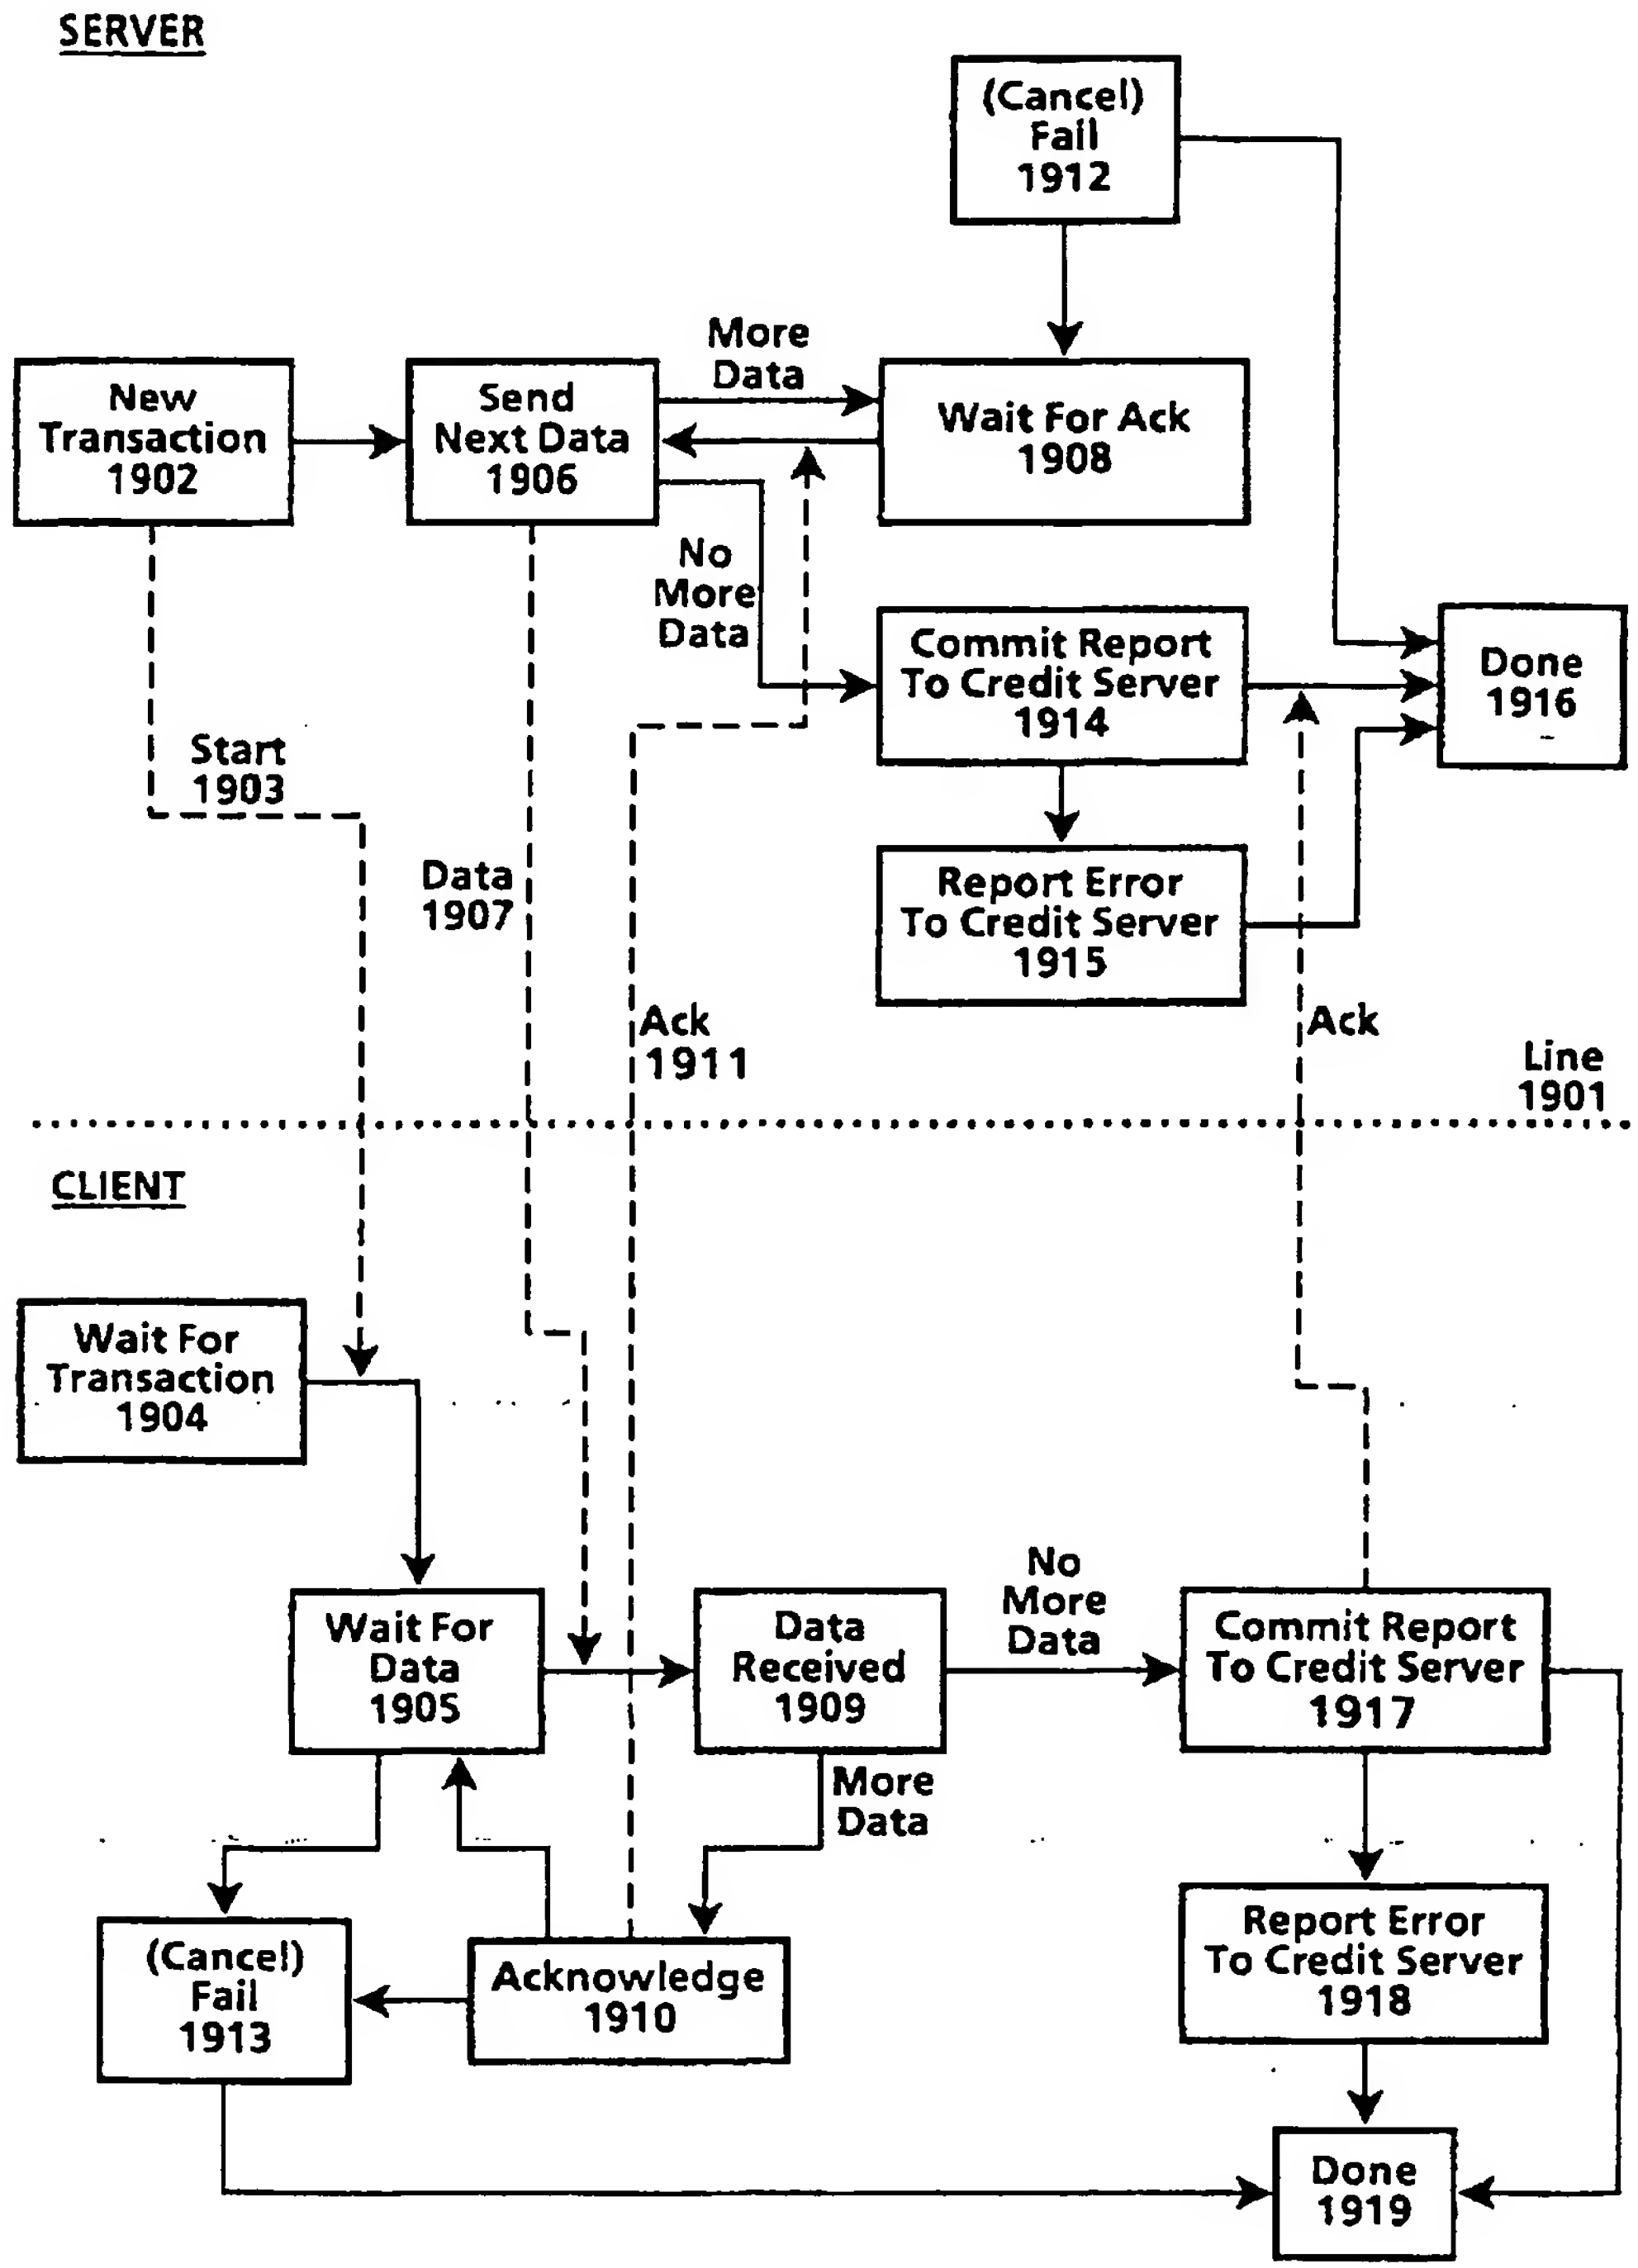 SERVER
(Cancel)
Fail
1912
More
Data
New
Transaction
1902
Send
Next Data
1906
Wait For Ack
1908
No
More
Data
Commit Report
To Credit Server
1914
Done
1916
Start
1903
Data
1907
Report Error
To Credit Server
1915
Ack
1911
Ack
Line
1901
CLIENT
Wait For
Transaction
1904
No
More
Data
Wait For
Data
1905
Data
Received
1909
Commit Report
To Credit Server
1917
More
Data
(Cancel)
Fail
1913
Acknowledge
1910
Report Error
To Credit Server
1918
Done
1919